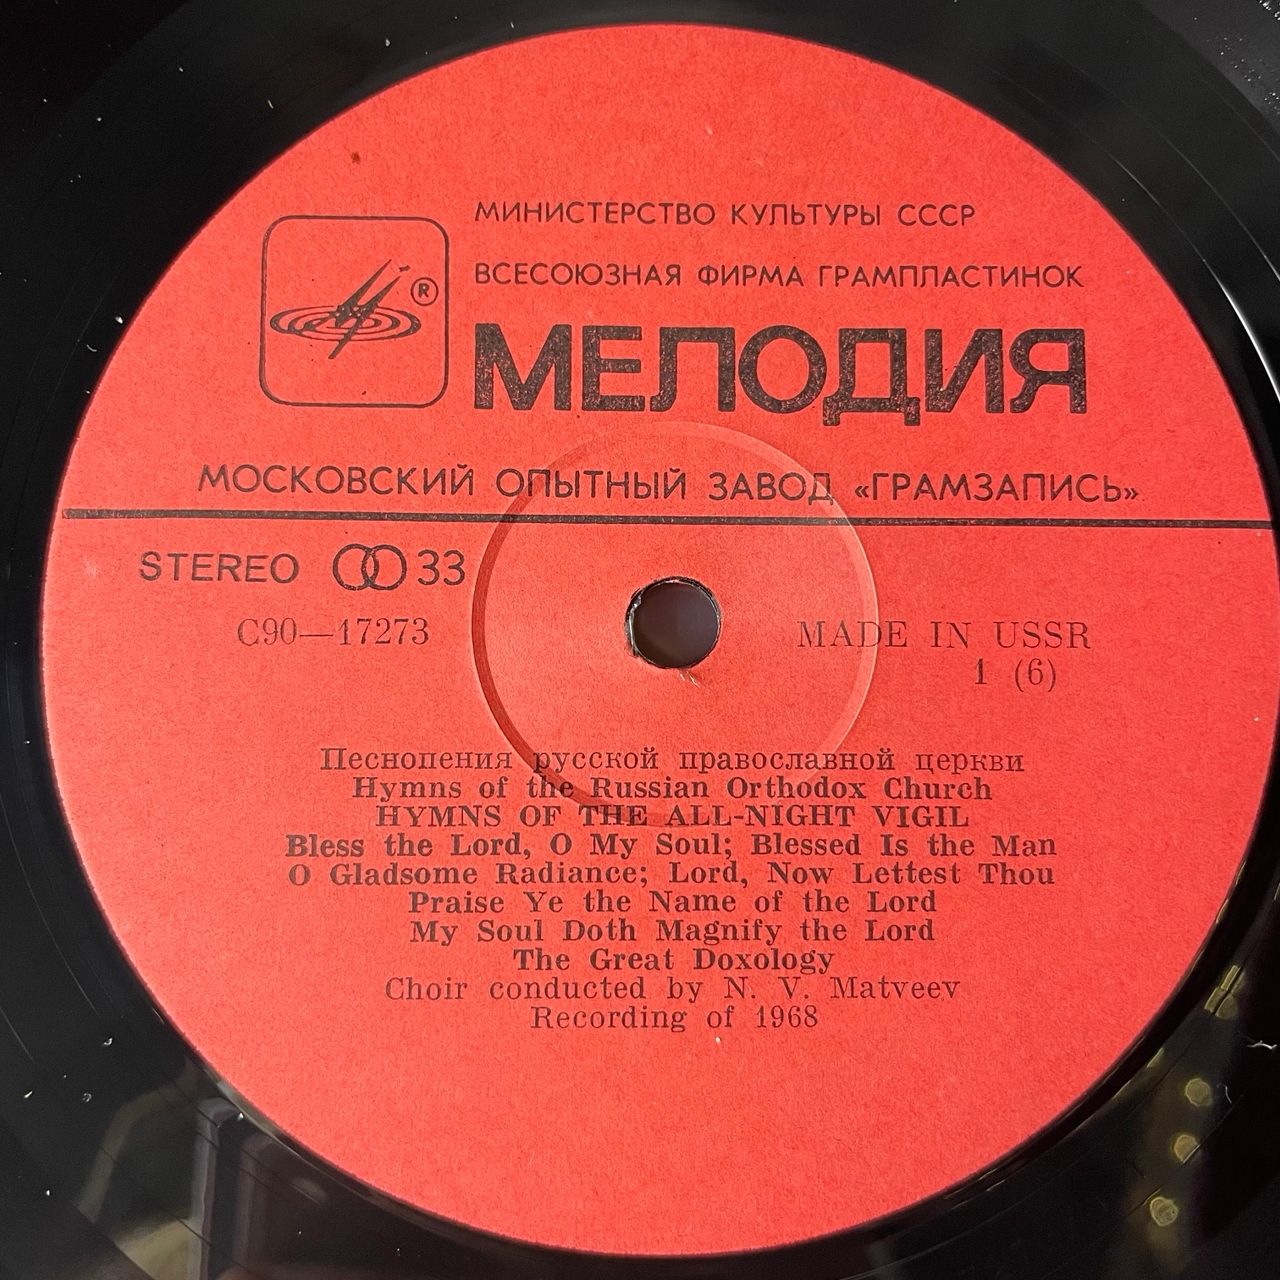 МИНИСТЕРСТВО КУЛЬТУРЫ СССР
ВСЕСОЮЗНАЯ ФИРМА ГРАМПЛАСТИНОК
®
МЕЛОДИЯ
МОСКОВСКИЙ ОПЫТНЫЙ ЗАВОД «ГРАМЗАПИСЬ»
STEREO 33
С90—17273
MADE IN USSR
1 (6)
Песнопения русской православной церкви
Hymns of the Russian Orthodox Church
HYMNS OF THE ALL-NIGHT VIGIL
Bless the Lord, O My Soul; Blessed Is the Man
O Gladsome Radiance; Lord, Now Lettest Thou
Praise Ye the Name of the Lord
My Soul Doth Magnify the Lord
The Great Doxology
Choir conducted by N. V. Matveev
Recording of 1968